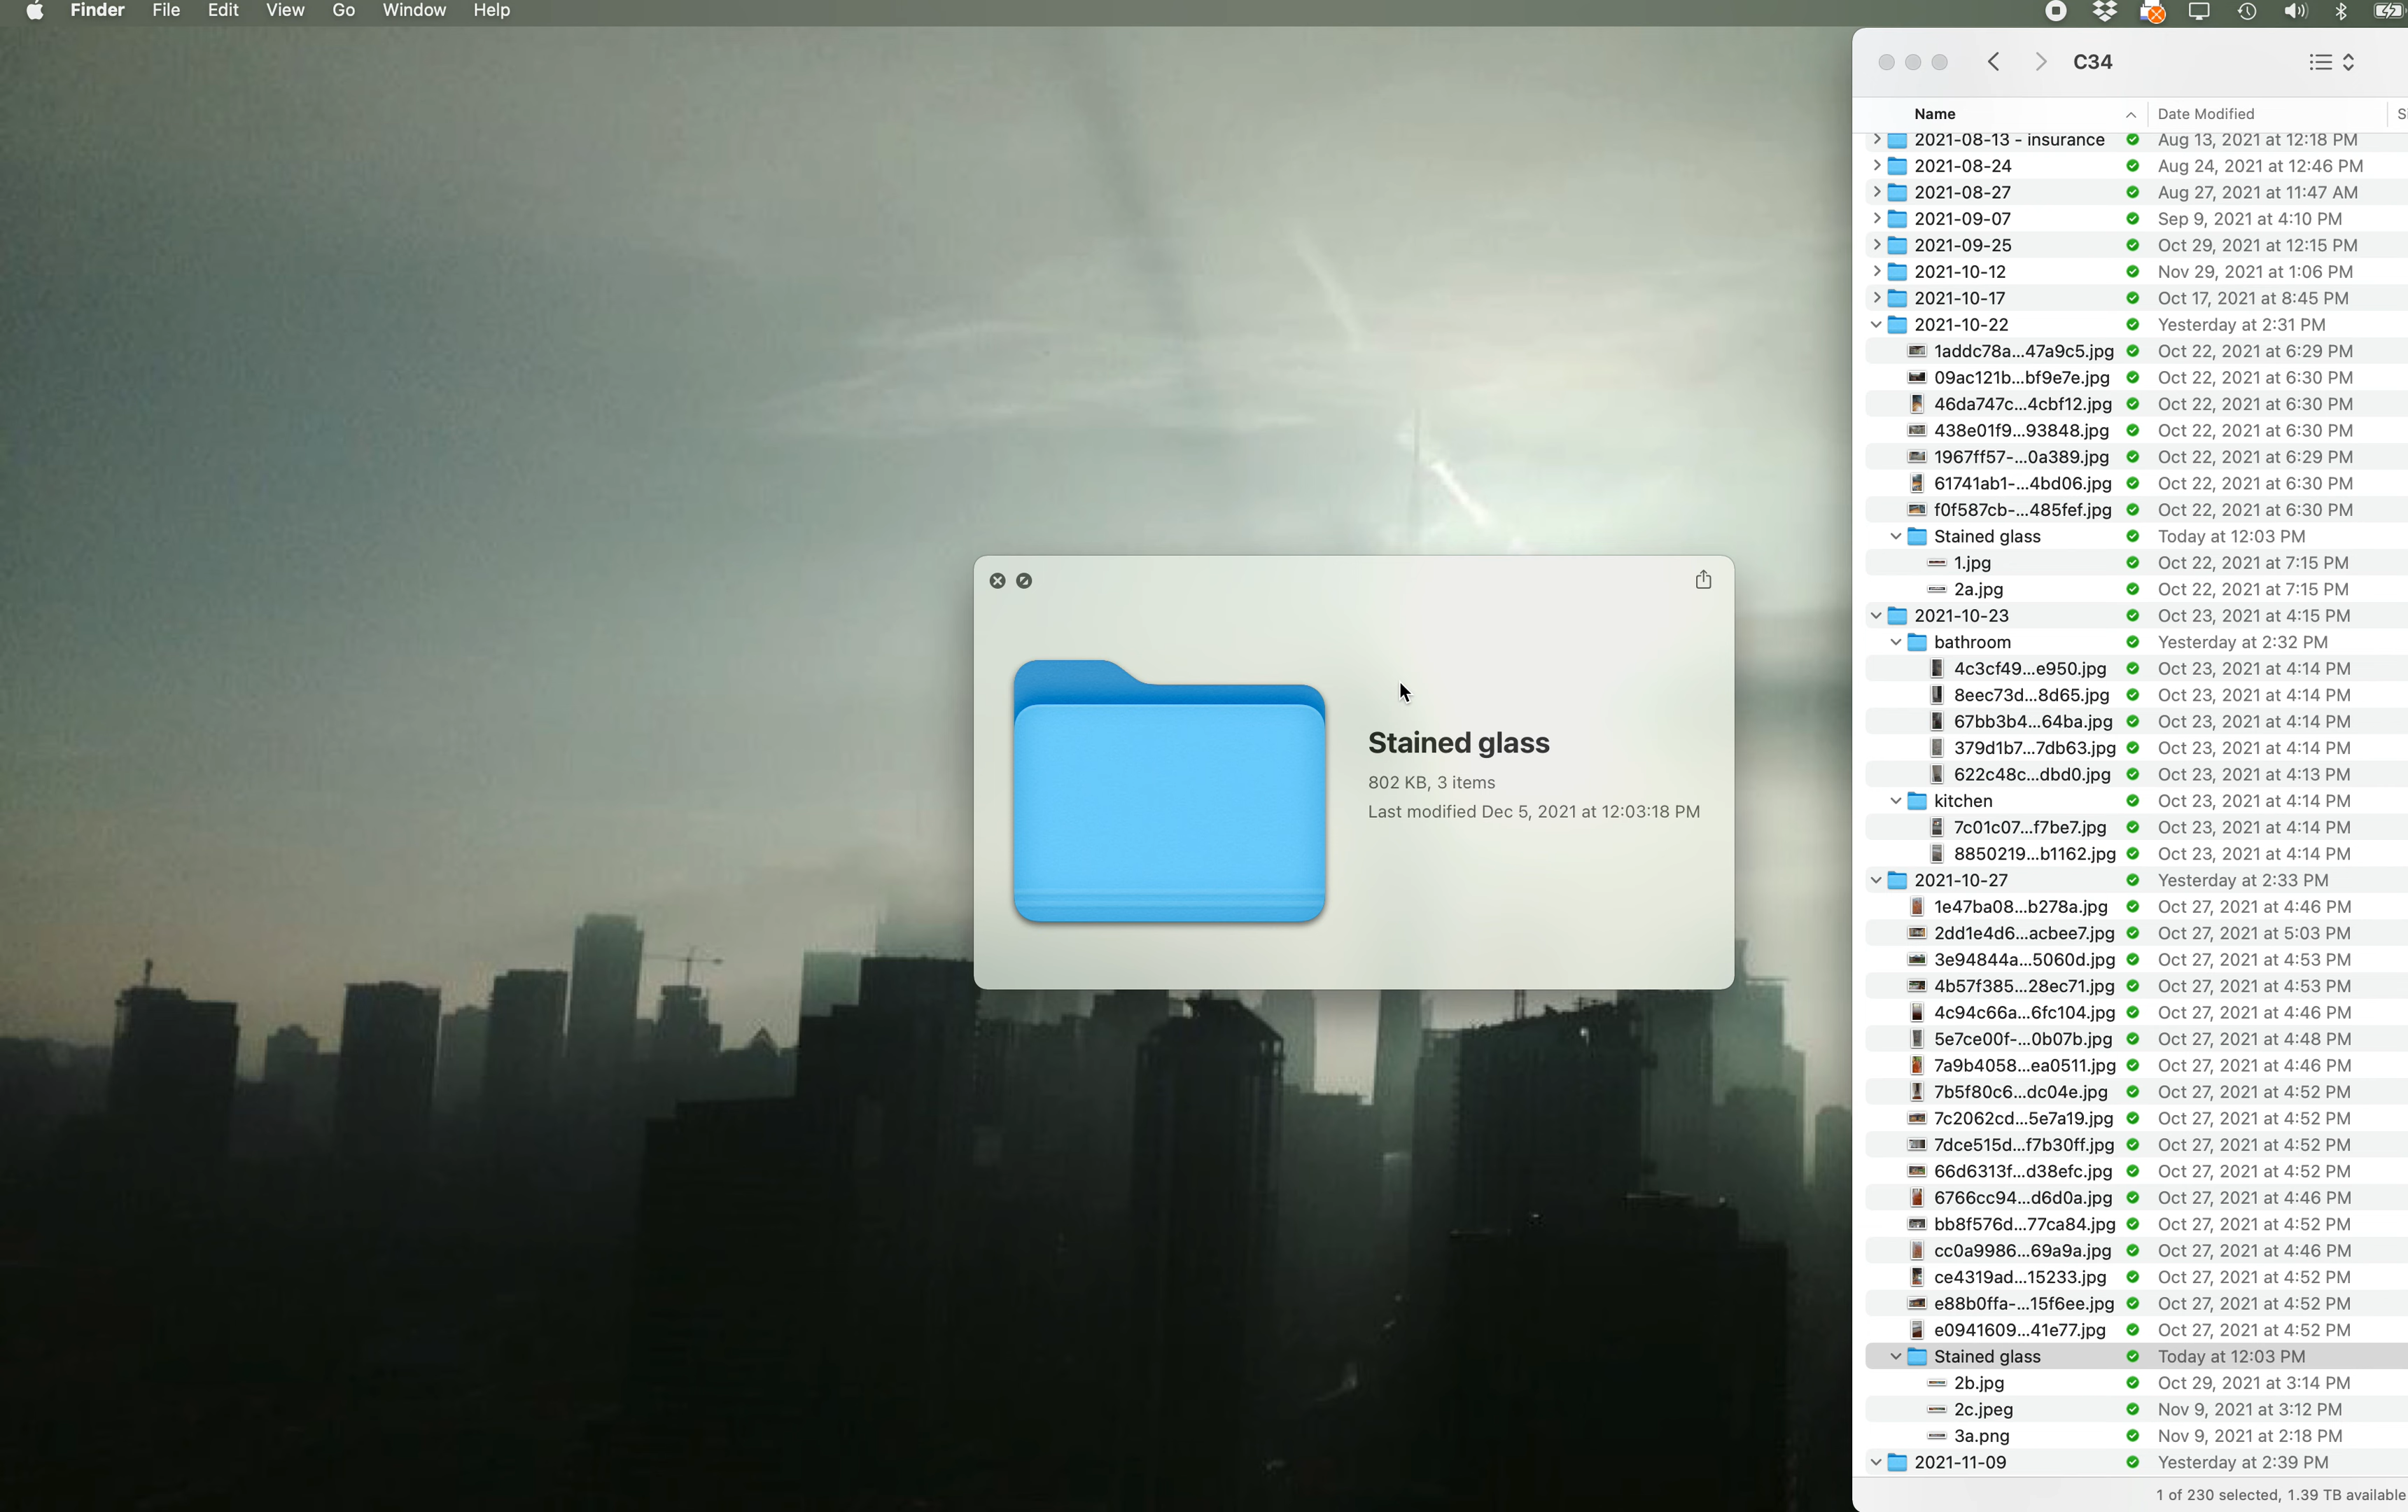 Finder File Edit View Go Window Help
C34
Name Date Modified
2021-08-13 - insurance Aug 13, 2021 at 12:18 PM
2021-08-24 Aug 24, 2021 at 12:46 PM
2021-08-27 Aug 27, 2021 at 11:47 AM
2021-09-07 Sep 9, 2021 at 4:10 PM
2021-09-25 Oct 29, 2021 at 12:15 PM
2021-10-12 Nov 29, 2021 at 1:06 PM
2021-10-17 Oct 17, 2021 at 8:45 PM
2021-10-22 Yesterday at 2:31 PM
1addc78a...47a9c5.jpg Oct 22, 2021 at 6:29 PM
09ac121b...bf9e7e.jpg Oct 22, 2021 at 6:30 PM
46da747c...4cbf12.jpg Oct 22, 2021 at 6:30 PM
438e01f9...93848.jpg Oct 22, 2021 at 6:30 PM
1967ff57-...0a389.jpg Oct 22, 2021 at 6:29 PM
61741ab1-...4bd06.jpg Oct 22, 2021 at 6:30 PM
f0f587cb-...485fef.jpg Oct 22, 2021 at 6:30 PM
Stained glass Today at 12:03 PM
1.jpg Oct 22, 2021 at 7:15 PM
2a.jpg Oct 22, 2021 at 7:15 PM
2021-10-23 Oct 23, 2021 at 4:15 PM
bathroom Yesterday at 2:32 PM
4c3cf49...e950.jpg Oct 23, 2021 at 4:14 PM
8eec73d...8d65.jpg Oct 23, 2021 at 4:14 PM
67bb3b4...64ba.jpg Oct 23, 2021 at 4:14 PM
379d1b7...7db63.jpg Oct 23, 2021 at 4:14 PM
622c48c...dbd0.jpg Oct 23, 2021 at 4:13 PM
kitchen Oct 23, 2021 at 4:14 PM
7c01c07...f7be7.jpg Oct 23, 2021 at 4:14 PM
8850219...b1162.jpg Oct 23, 2021 at 4:14 PM
2021-10-27 Yesterday at 2:33 PM
1e47ba08...b278a.jpg Oct 27, 2021 at 4:46 PM
2dd1e4d6...acbee7.jpg Oct 27, 2021 at 5:03 PM
3e94844a...5060d.jpg Oct 27, 2021 at 4:53 PM
4b57f385...28ec71.jpg Oct 27, 2021 at 4:53 PM
4c94c66a...6fc104.jpg Oct 27, 2021 at 4:46 PM
5e7ce00f-...0b07b.jpg Oct 27, 2021 at 4:48 PM
7a9b4058...ea0511.jpg Oct 27, 2021 at 4:46 PM
7b5f80c6...dc04e.jpg Oct 27, 2021 at 4:52 PM
7c2062cd...5e7a19.jpg Oct 27, 2021 at 4:52 PM
7dce515d...f7b30ff.jpg Oct 27, 2021 at 4:52 PM
66d6313f...d38efc.jpg Oct 27, 2021 at 4:52 PM
6766cc94...d6d0a.jpg Oct 27, 2021 at 4:46 PM
bb8f576d...77ca84.jpg Oct 27, 2021 at 4:52 PM
cc0a9986...69a9a.jpg Oct 27, 2021 at 4:46 PM
ce4319ad...15233.jpg Oct 27, 2021 at 4:52 PM
e88b0ffa-...15f6ee.jpg Oct 27, 2021 at 4:52 PM
e0941609...41e77.jpg Oct 27, 2021 at 4:52 PM
Stained glass Today at 12:03 PM
2b.jpg Oct 29, 2021 at 3:14 PM
2c.jpeg Nov 9, 2021 at 3:12 PM
3a.png Nov 9, 2021 at 2:18 PM
2021-11-09 Yesterday at 2:39 PM
1 of 230 selected, 1.39 TB available
Stained glass
802 KB, 3 items
Last modified Dec 5, 2021 at 12:03:18 PM